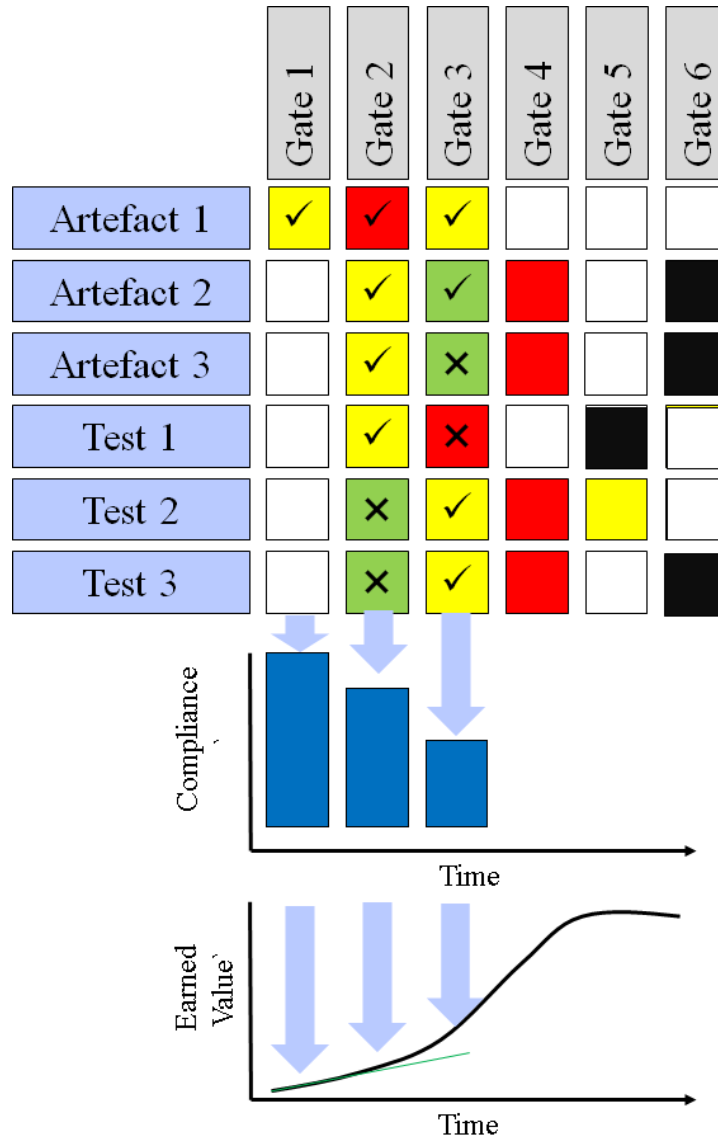 Gate 1
Gate 2
Gate 3
Gate 4
Gate 5
Gate 6
Artefact 1
✓ ✓ ✓
Artefact 2
✓ ✓
Artefact 3
✓ ×
Test 1
✓ ×
Test 2
× ✓
Test 3
× ✓
Compliance
`
Time
Earned
Value`
Time